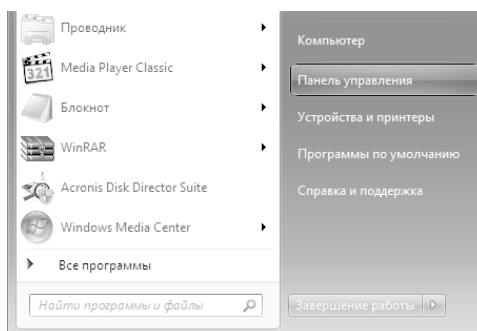 Проводник
Media Player Classic
321
Блокнот
WinRAR
Acronis Disk Director Suite
Windows Media Center
Все программы
Найти программы и файлы
Компьютер
Панель управления
Устройства и принтеры
Программы по умолчанию
Справка и поддержка
Завершение работы